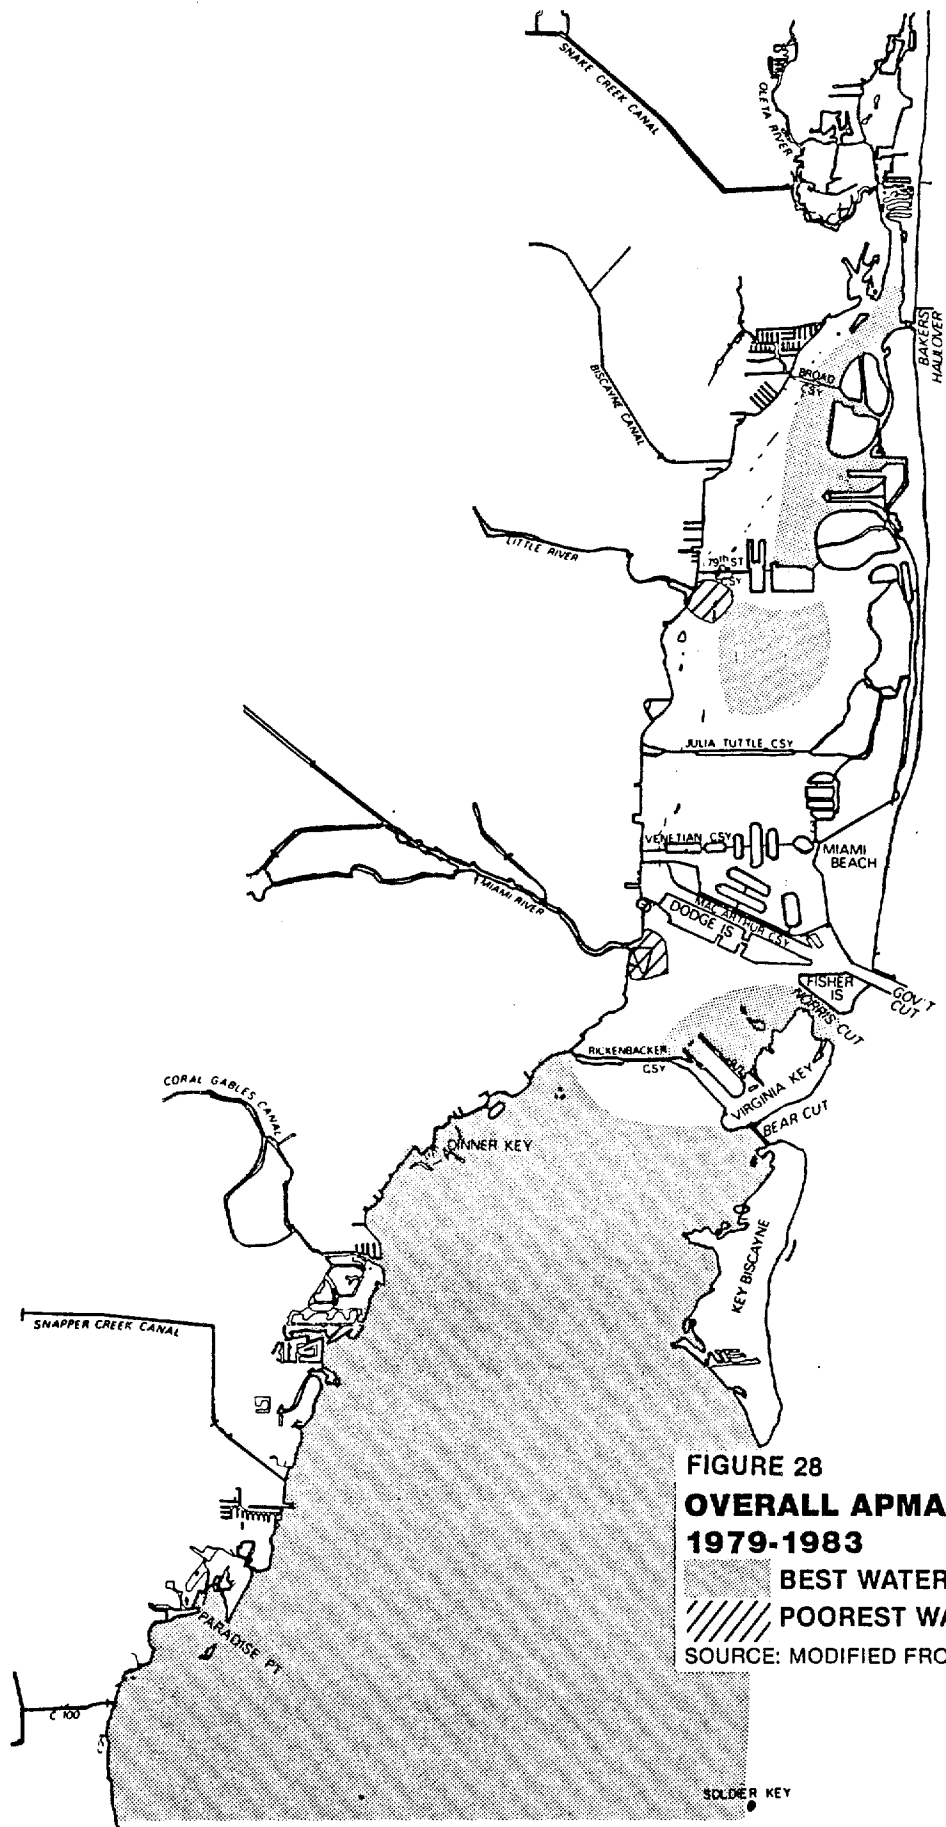 SNAKE CREEK CANAL
OLETA RIVER
BAKERS
HAULOVER
BISCAYNE CANAL
BROAD
CSY
LITTLE RIVER
79th ST
CSY
JULIA TUTTLE CSY
VENETIAN CSY
MIAMI
BEACH
MIAMI RIVER
MAC ARTHUR CSY
DODGE IS
FISHER
IS
GOV'T
CUT
NORRIS CUT
RICKENBACKER
CSY
VIRGINIA KEY
BEAR CUT
CORAL GABLES CANAL
DINNER KEY
KEY BISCAYNE
SNAPPER CREEK CANAL
FIGURE 28
OVERALL APMA
1979-1983
BEST WATER
POOREST WA
SOURCE: MODIFIED FRO
PARADISE PT
C 100
SOLDIER KEY